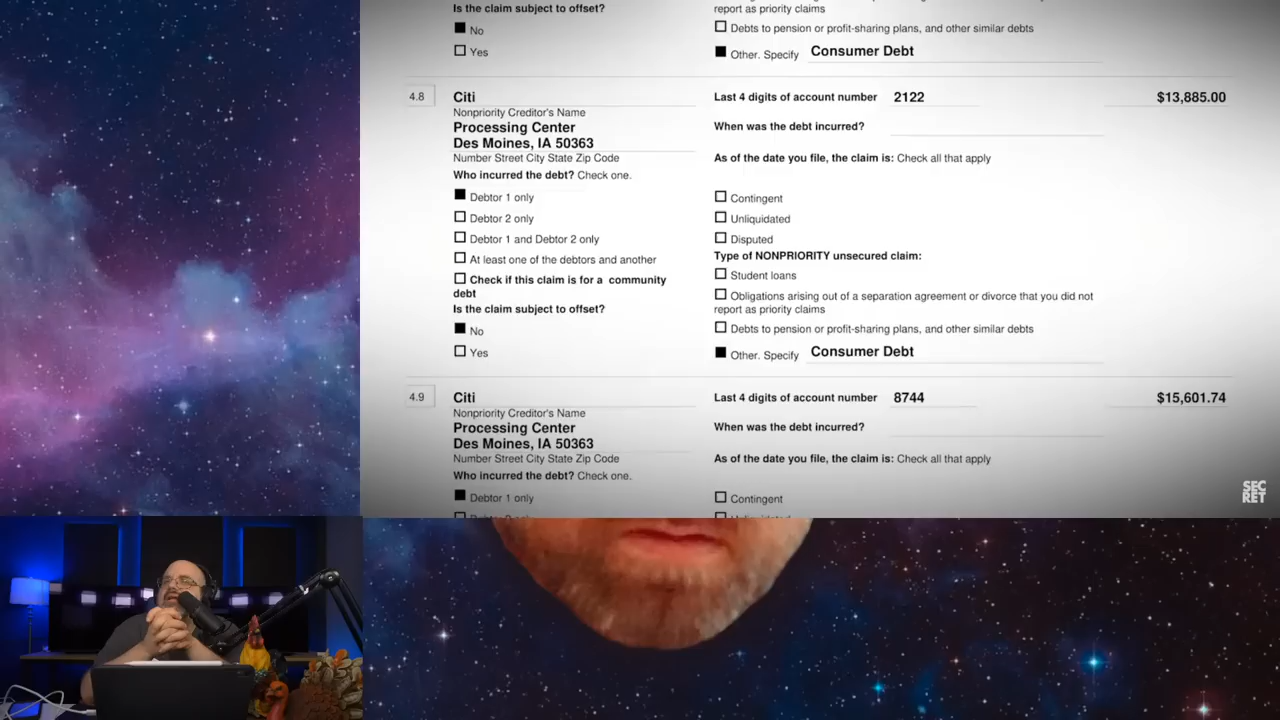 Is the claim subject to offset?
report as priority claims
No
Debts to pension or profit-sharing plans, and other similar debts
Yes
Other. Specify Consumer Debt
4.8 Citi Last 4 digits of account number 2122 $13,885.00
Nonpriority Creditor's Name
Processing Center When was the debt incurred?
Des Moines, IA 50363
Number Street City State Zip Code As of the date you file, the claim is: Check all that apply
Who incurred the debt? Check one.
Debtor 1 only Contingent
Debtor 2 only Unliquidated
Debtor 1 and Debtor 2 only Disputed
At least one of the debtors and another Type of NONPRIORITY unsecured claim:
Check if this claim is for a community Student loans
debt Obligations arising out of a separation agreement or divorce that you did not
Is the claim subject to offset? report as priority claims
No Debts to pension or profit-sharing plans, and other similar debts
Yes Other. Specify Consumer Debt
4.9 Citi Last 4 digits of account number 8744 $15,601.74
Nonpriority Creditor's Name
Processing Center When was the debt incurred?
Des Moines, IA 50363
Number Street City State Zip Code As of the date you file, the claim is: Check all that apply
Who incurred the debt? Check one.
Debtor 1 only Contingent
SEC
RET